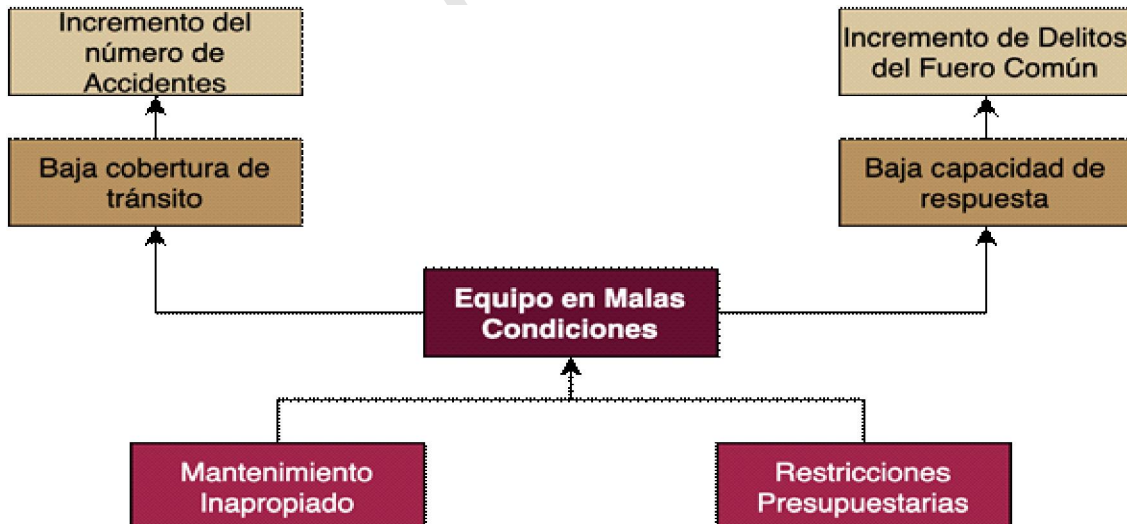 Incremento del
número de
Accidentes
Incremento de Delitos
del Fuero Común
Baja cobertura de
tránsito
Baja capacidad de
respuesta
Equipo en Malas
Condiciones
Mantenimiento
Inapropiado
Restricciones
Presupuestarias